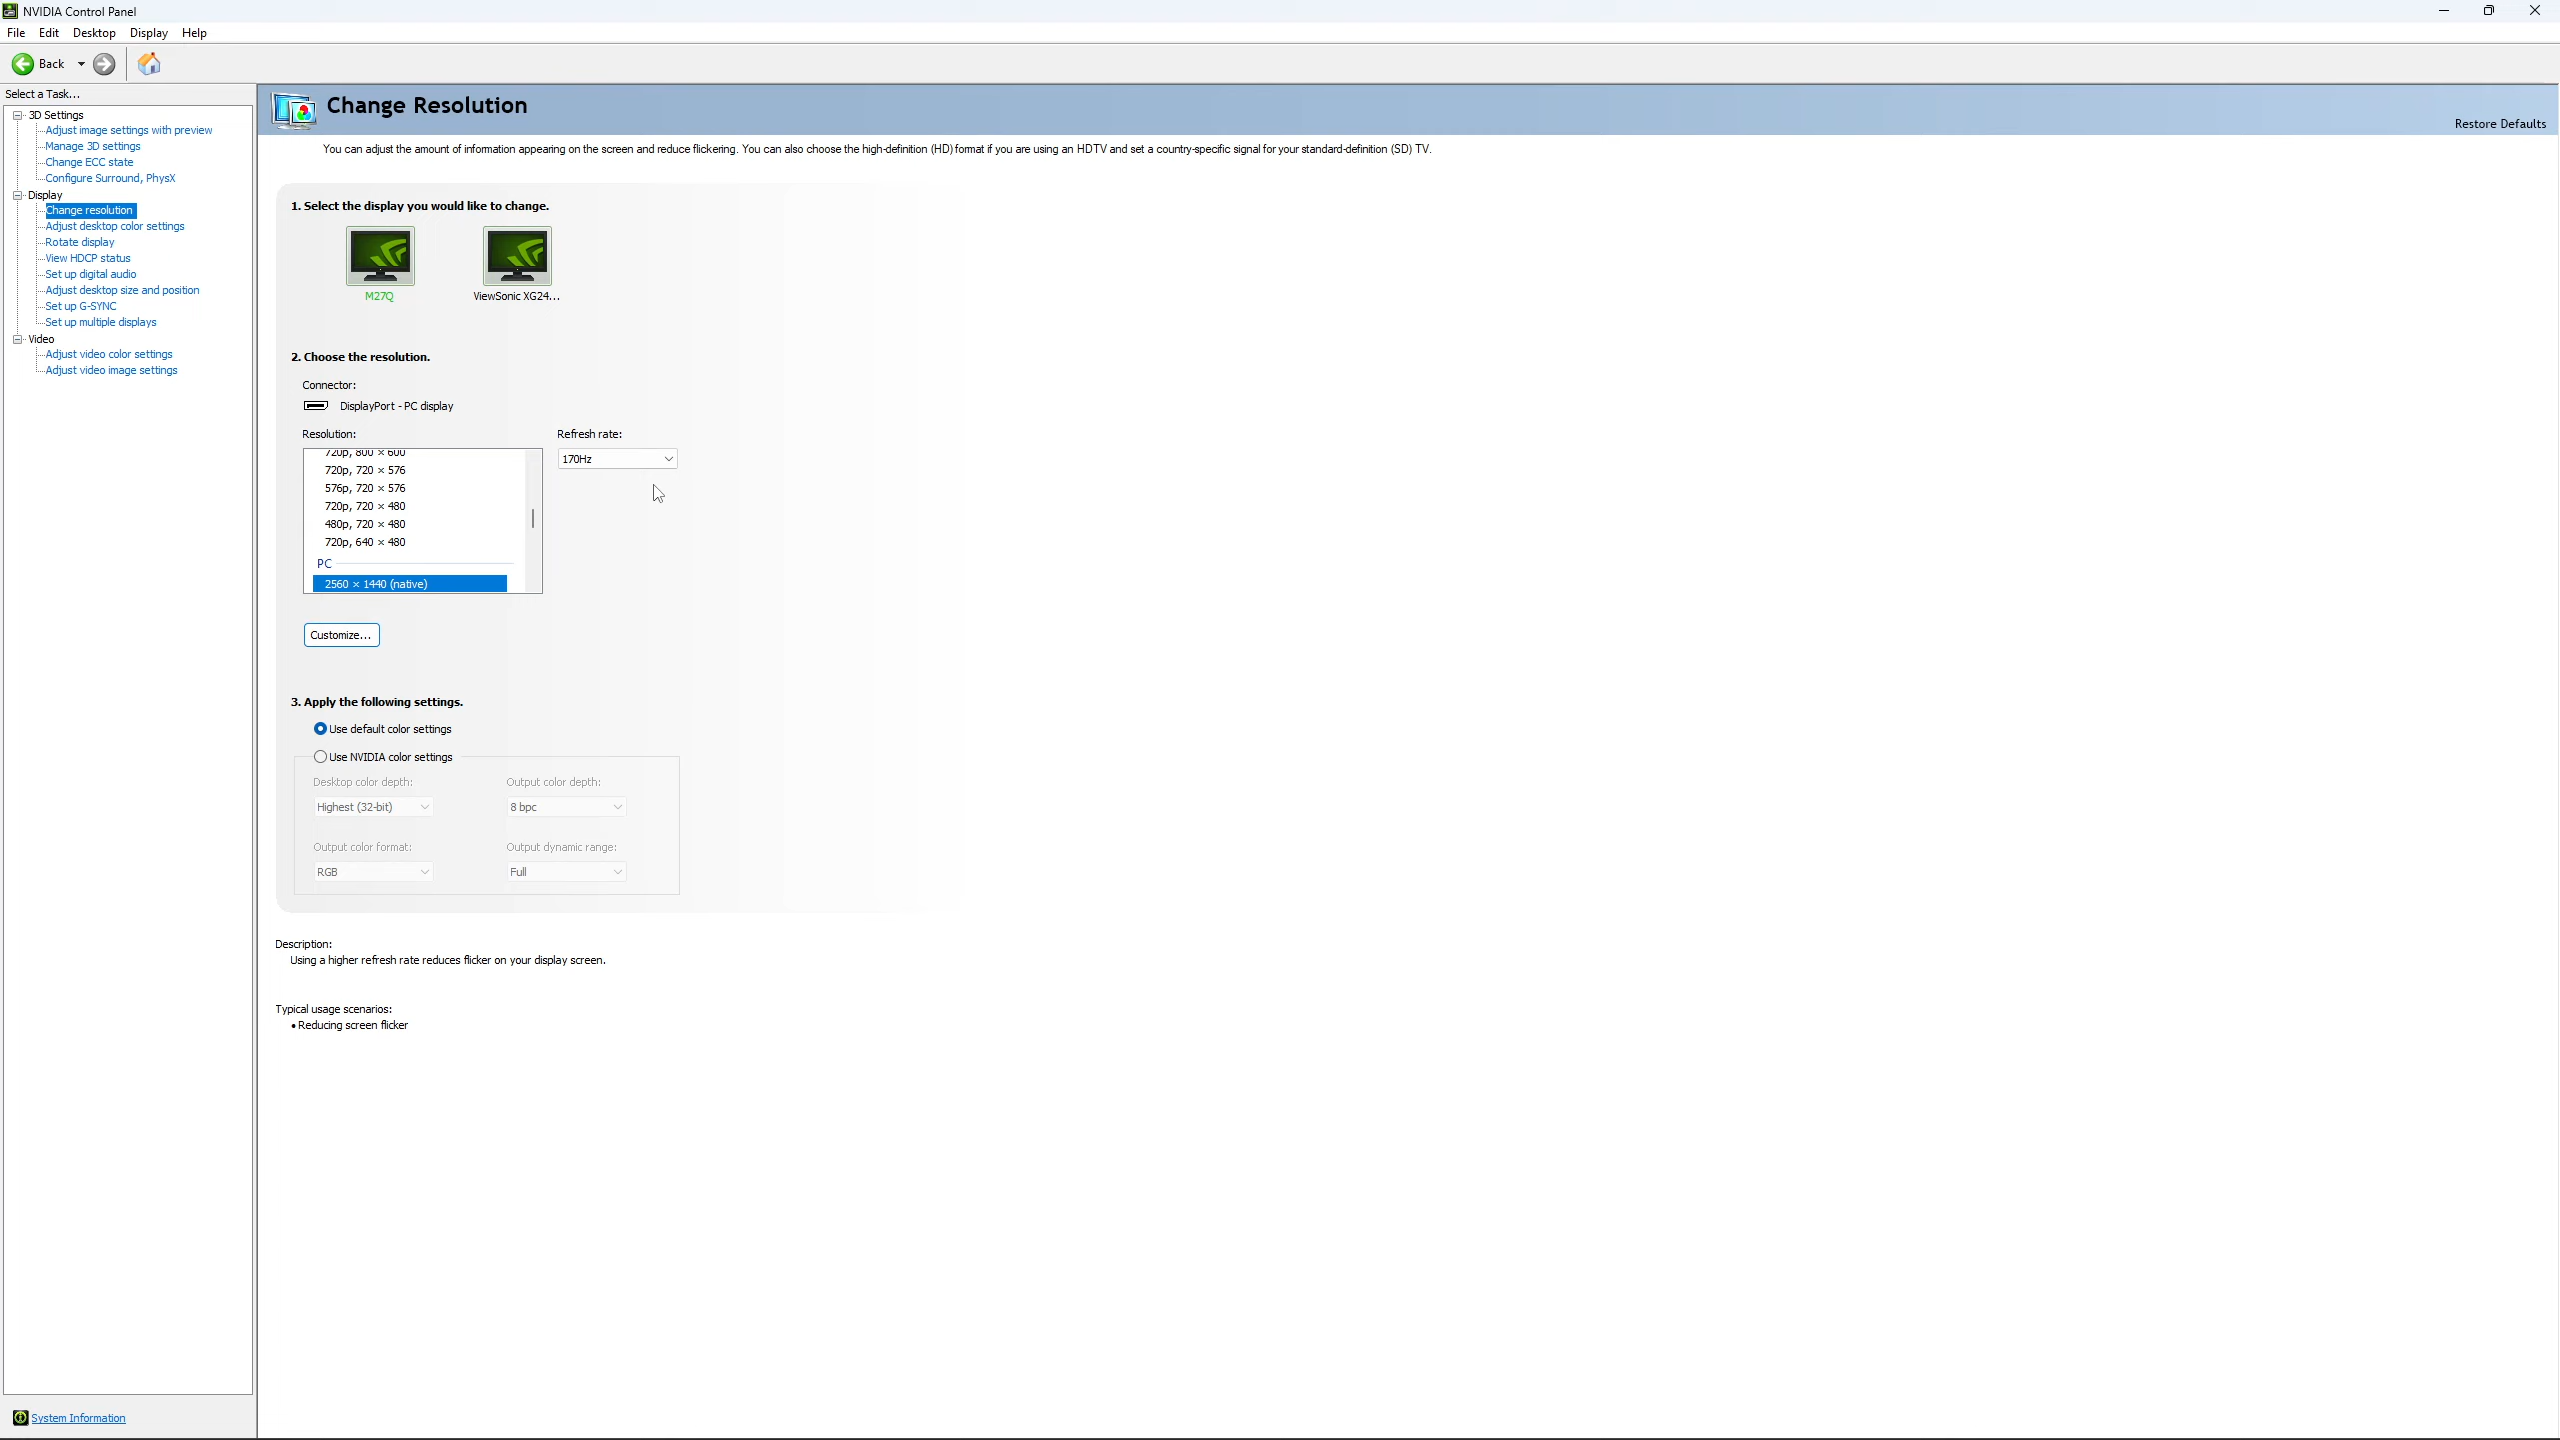 NVIDIA Control Panel
File Edit Desktop Display Help
Back
Select a Task...
3D Settings
Adjust image settings with preview
Manage 3D settings
Change ECC state
Configure Surround, PhysX
Display
Change resolution
Adjust desktop color settings
Rotate display
View HDCP status
Set up digital audio
Adjust desktop size and position
Set up G-SYNC
Set up multiple displays
Video
Adjust video color settings
Adjust video image settings
System Information
Change Resolution
Restore Defaults
You can adjust the amount of information appearing on the screen and reduce flickering. You can also choose the high-definition (HD) format if you are using an HDTV and set a country-specific signal for your standard-definition (SD) TV.
1. Select the display you would like to change.
M27Q ViewSonic XG24...
2. Choose the resolution.
Connector:
DisplayPort - PC display
Resolution: Refresh rate:
720p, 800 × 600
170Hz
720p, 720 × 576
576p, 720 × 576
720p, 720 × 480
480p, 720 × 480
720p, 640 × 480
PC
2560 × 1440 (native)
Customize...
3. Apply the following settings.
Use default color settings
Use NVIDIA color settings
Desktop color depth: Output color depth:
Highest (32-bit) 8 bpc
Output color format: Output dynamic range:
RGB Full
Description:
Using a higher refresh rate reduces flicker on your display screen.
Typical usage scenarios:
• Reducing screen flicker